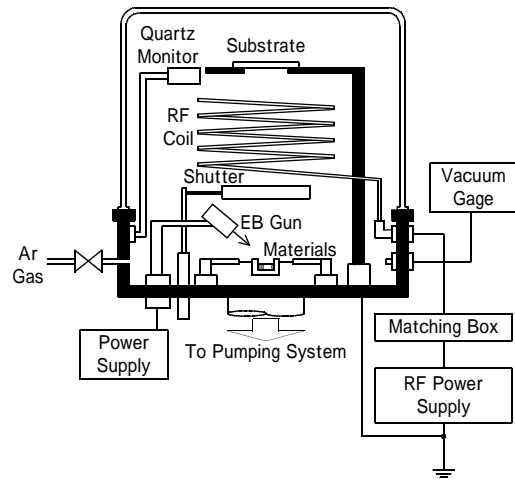 Quartz
Monitor
Substrate
RF
Coil
Shutter
Vacuum
Gage
EB Gun
Materials
Ar
Gas
Power
Supply
To Pumping System
Matching Box
RF Power
Supply